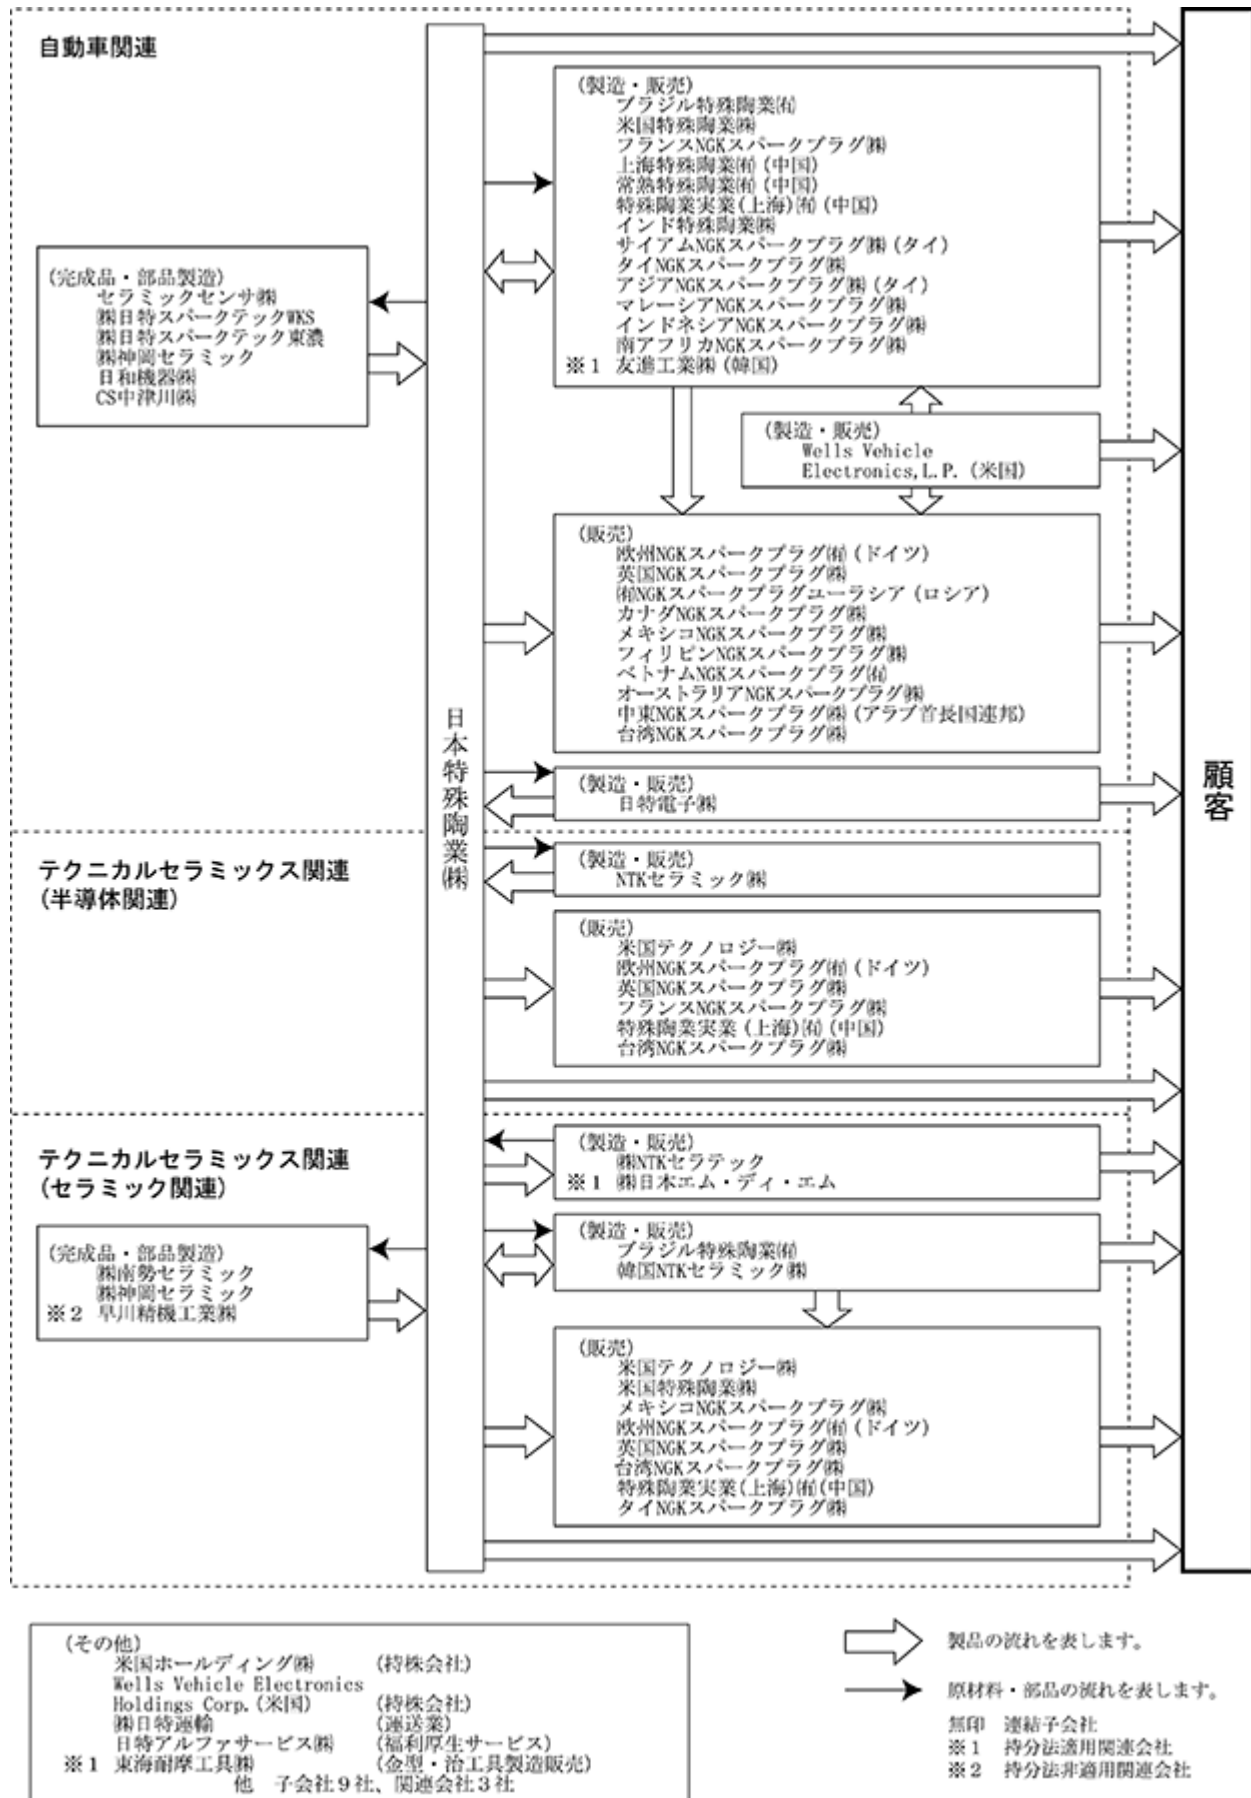 自動車関連
(製造・販売)
ブラジル特殊陶業㈲
米国特殊陶業㈱
フランスNGKスパークプラグ㈱
上海特殊陶業㈲(中国)
常熟特殊陶業㈲(中国)
特殊陶業実業(上海)㈲(中国)
インド特殊陶業㈱
サイアムNGKスパークプラグ㈱(タイ)
タイNGKスパークプラグ㈱
アジアNGKスパークプラグ㈱(タイ)
マレーシアNGKスパークプラグ㈱
インドネシアNGKスパークプラグ㈱
南アフリカNGKスパークプラグ㈱
※1 友進工業㈱(韓国)
(完成品・部品製造)
セラミックセンサ㈱
㈱日特スパークテックWKS
㈱日特スパークテック東濃
㈱神岡セラミック
日和機器㈱
CS中津川㈱
(製造・販売)
Wells Vehicle
Electronics,L.P.(米国)
(販売)
欧州NGKスパークプラグ㈲(ドイツ)
英国NGKスパークプラグ㈱
㈲NGKスパークプラグユーラシア(ロシア)
カナダNGKスパークプラグ㈱
メキシコNGKスパークプラグ㈱
フィリピンNGKスパークプラグ㈱
ベトナムNGKスパークプラグ㈲
オーストラリアNGKスパークプラグ㈱
中東NGKスパークプラグ㈱(アラブ首長国連邦)
台湾NGKスパークプラグ㈱
(製造・販売)
日特電子㈱
日本特殊陶業㈱
顧客
テクニカルセラミックス関連
(半導体関連)
(製造・販売)
NTKセラミック㈱
(販売)
米国テクノロジー㈱
欧州NGKスパークプラグ㈲(ドイツ)
英国NGKスパークプラグ㈱
フランスNGKスパークプラグ㈱
特殊陶業実業(上海)㈲(中国)
台湾NGKスパークプラグ㈱
テクニカルセラミックス関連
(セラミック関連)
(製造・販売)
㈱NTKセラテック
※1 ㈱日本エム・ディ・エム
(製造・販売)
ブラジル特殊陶業㈲
韓国NTKセラミック㈱
(完成品・部品製造)
㈱南勢セラミック
㈱神岡セラミック
※2 早川精機工業㈱
(販売)
米国テクノロジー㈱
米国特殊陶業㈱
メキシコNGKスパークプラグ㈱
欧州NGKスパークプラグ㈲(ドイツ)
英国NGKスパークプラグ㈱
台湾NGKスパークプラグ㈱
特殊陶業実業(上海)㈲(中国)
タイNGKスパークプラグ㈱
(その他)
米国ホールディング㈱ (持株会社)
Wells Vehicle Electronics
Holdings Corp.(米国) (持株会社)
㈱日特運輸 (運送業)
日特アルファサービス㈱ (福利厚生サービス)
※1 東海耐摩工具㈱ (金型・治工具製造販売)
他 子会社9社、関連会社3社
製品の流れを表します。
原材料・部品の流れを表します。
無印 連結子会社
※1 持分法適用関連会社
※2 持分法非適用関連会社